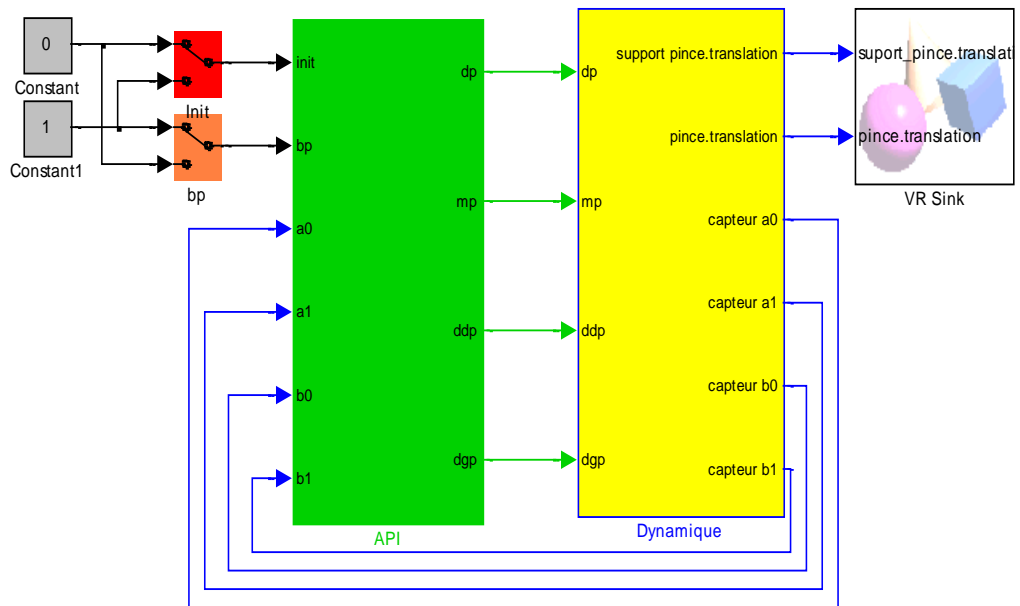 0
Constant
1
Constant1
Init
bp
init
bp
a0
a1
b0
b1
dp
mp
ddp
dgp
API
dp
mp
ddp
dgp
support pince.translation
pince.translation
capteur a0
capteur a1
capteur b0
capteur b1
Dynamique
suport_pince.translati
pince.translation
VR Sink